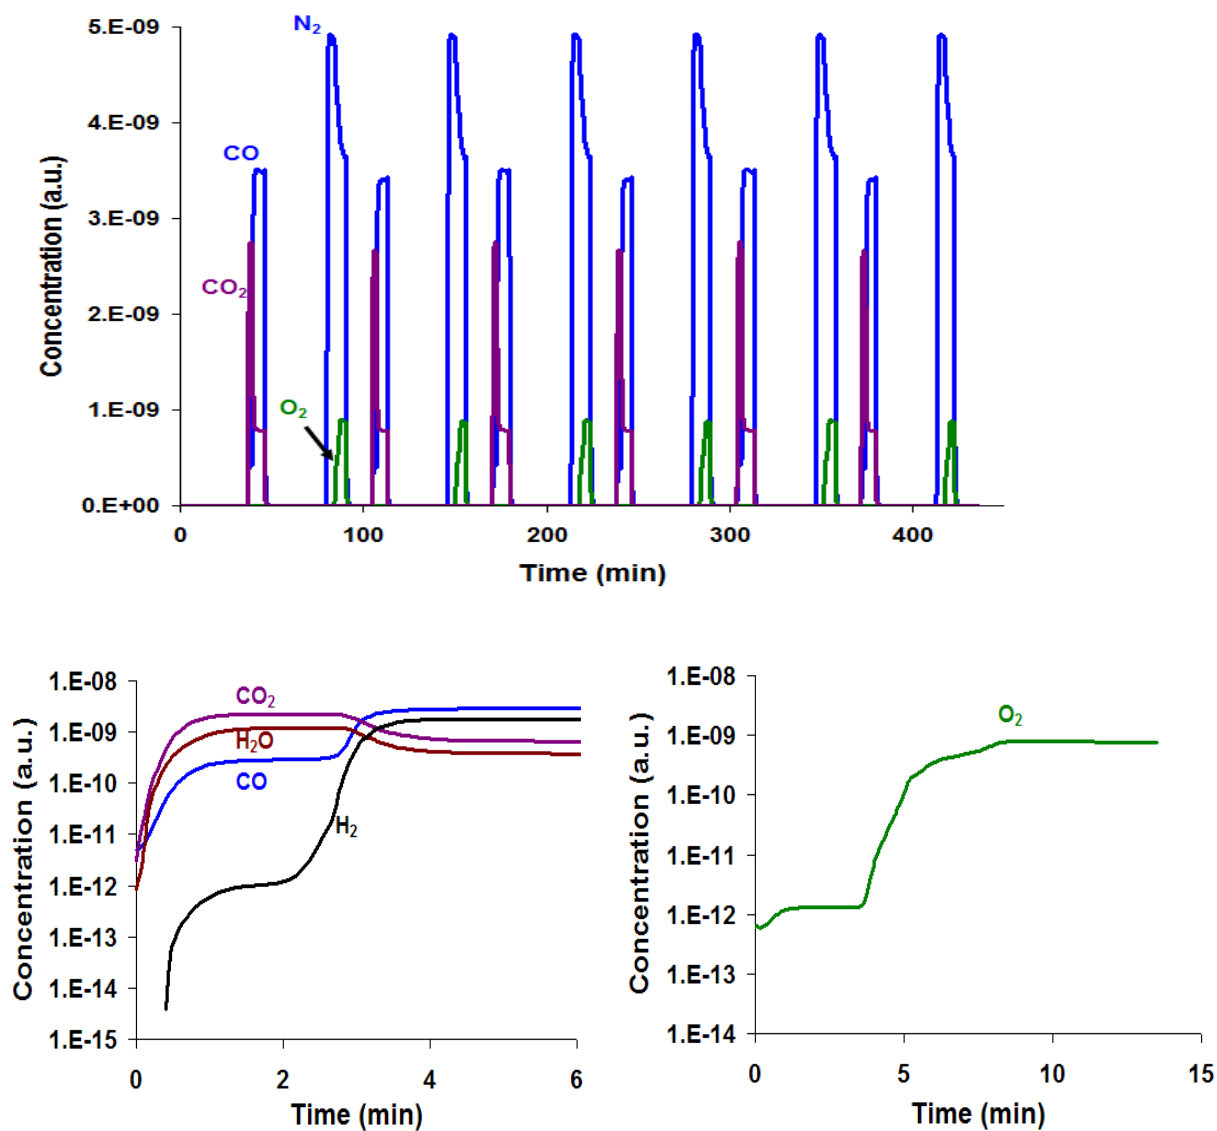 5.E-09
4.E-09
3.E-09
2.E-09
1.E-09
0.E+00
Concentration (a.u.)
N₂
CO
CO₂
O₂
0 100 200 300 400
Time (min)
1.E-08
1.E-09
1.E-10
1.E-11
1.E-12
1.E-13
1.E-14
1.E-15
Concentration (a.u.)
CO₂
H₂O
CO
H₂
0 2 4 6
Time (min)
1.E-08
1.E-09
1.E-10
1.E-11
1.E-12
1.E-13
1.E-14
Concentration (a.u.)
O₂
0 5 10 15
Time (min)